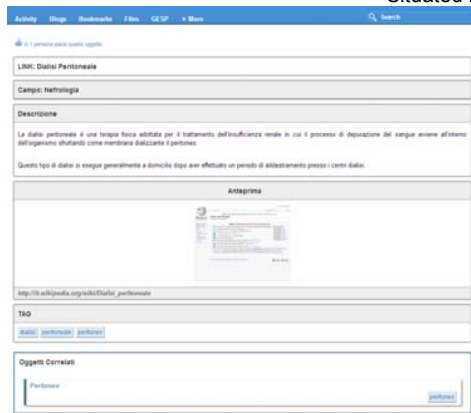 Situated
Activity Blogs Bookmarks Files GESP ▾ More Search
A 1 persona piace questo oggetto.
LINK: Dialisi Peritoneale
Campo: Nefrologia
Descrizione
La dialisi peritoneale è una terapia fisica adottata per il trattamento dell'insufficienza renale in cui il processo di depurazione del sangue avviene all'interno
dell'organismo sfruttando come membrana dializzante il peritoneo.
Questo tipo di dialisi si esegue generalmente a domicilio dopo aver effettuato un periodo di addestramento presso i centri dialisi.
Anteprima
http://it.wikipedia.org/wiki/Dialisi_peritoneale
TAG
dialisi peritoneale peritoneo
Oggetti Correlati
Peritoneo
peritoneo